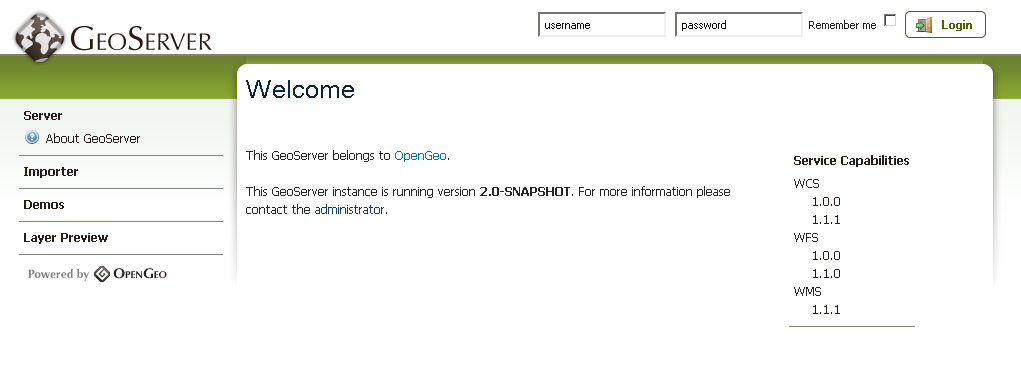 GEOSERVER
username password Remember me Login
Welcome
Server
About GeoServer
Importer
Demos
Layer Preview
Powered by OPENGEO
This GeoServer belongs to OpenGeo.
This GeoServer instance is running version 2.0-SNAPSHOT. For more information please
contact the administrator.
Service Capabilities
WCS
1.0.0
1.1.1
WFS
1.0.0
1.1.0
WMS
1.1.1